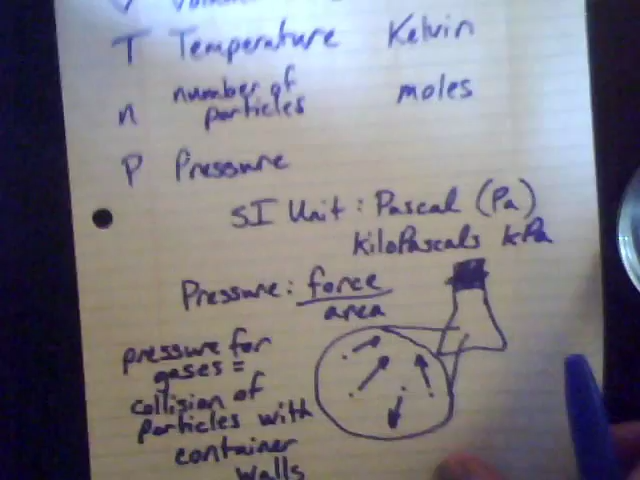 V Volume
T Temperature Kelvin
n number of particles moles
P Pressure
SI Unit: Pascal (Pa)
KiloPascals kPa
Pressure: force
area
pressure for
gases =
collision of
particles with
container
walls